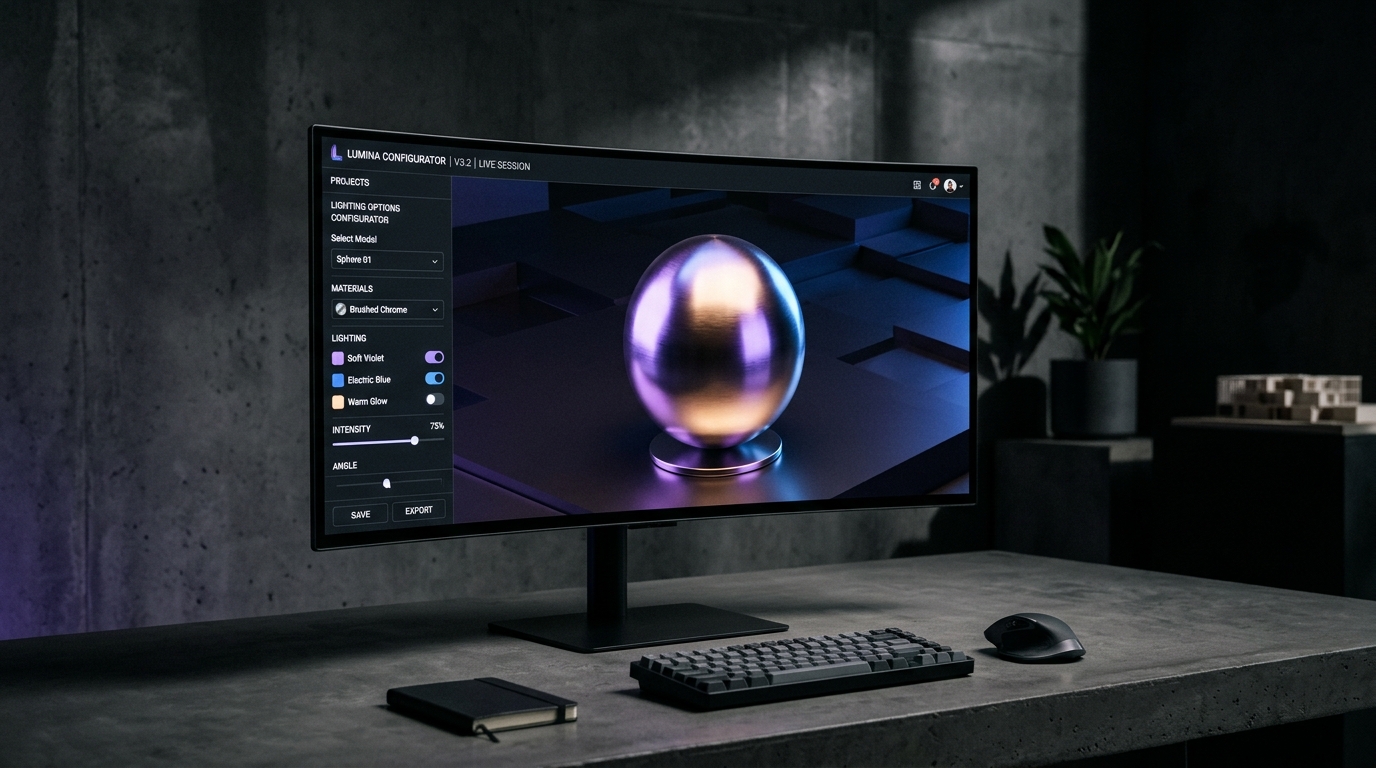 LUMINA CONFIGURATOR | V3.2 | LIVE SESSION
PROJECTS
LIGHTING OPTIONS
CONFIGURATOR
Select Modsl
Sphere 01
MATERIALS
Brushed Chrome
LIGHTING
Soft Violet
Electric Blue
Warm Glow
INTENSITY 75%
ANGLE
SAVE EXPORT